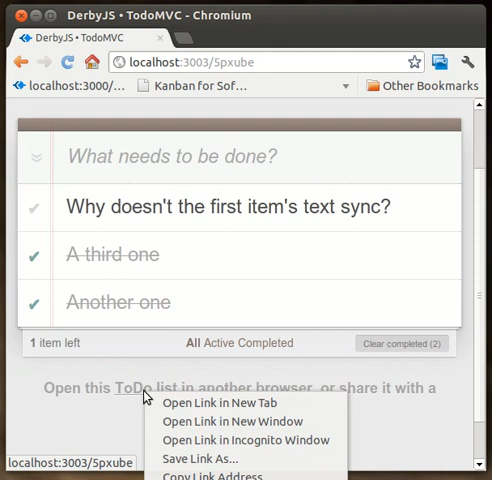 DerbyJS • TodoMVC - Chromium
DerbyJS • TodoMVC
localhost:3003/5pxube
localhost:3000/... Kanban for Sof... Other Bookmarks
What needs to be done?
Why doesn't the first item's text sync?
A third one
Another one
1 item left All Active Completed Clear completed (2)
Open this ToDo list in another browser, or share it with a
Open Link in New Tab
Open Link in New Window
Open Link in Incognito Window
Save Link As...
Copy Link Address
localhost:3003/5pxube